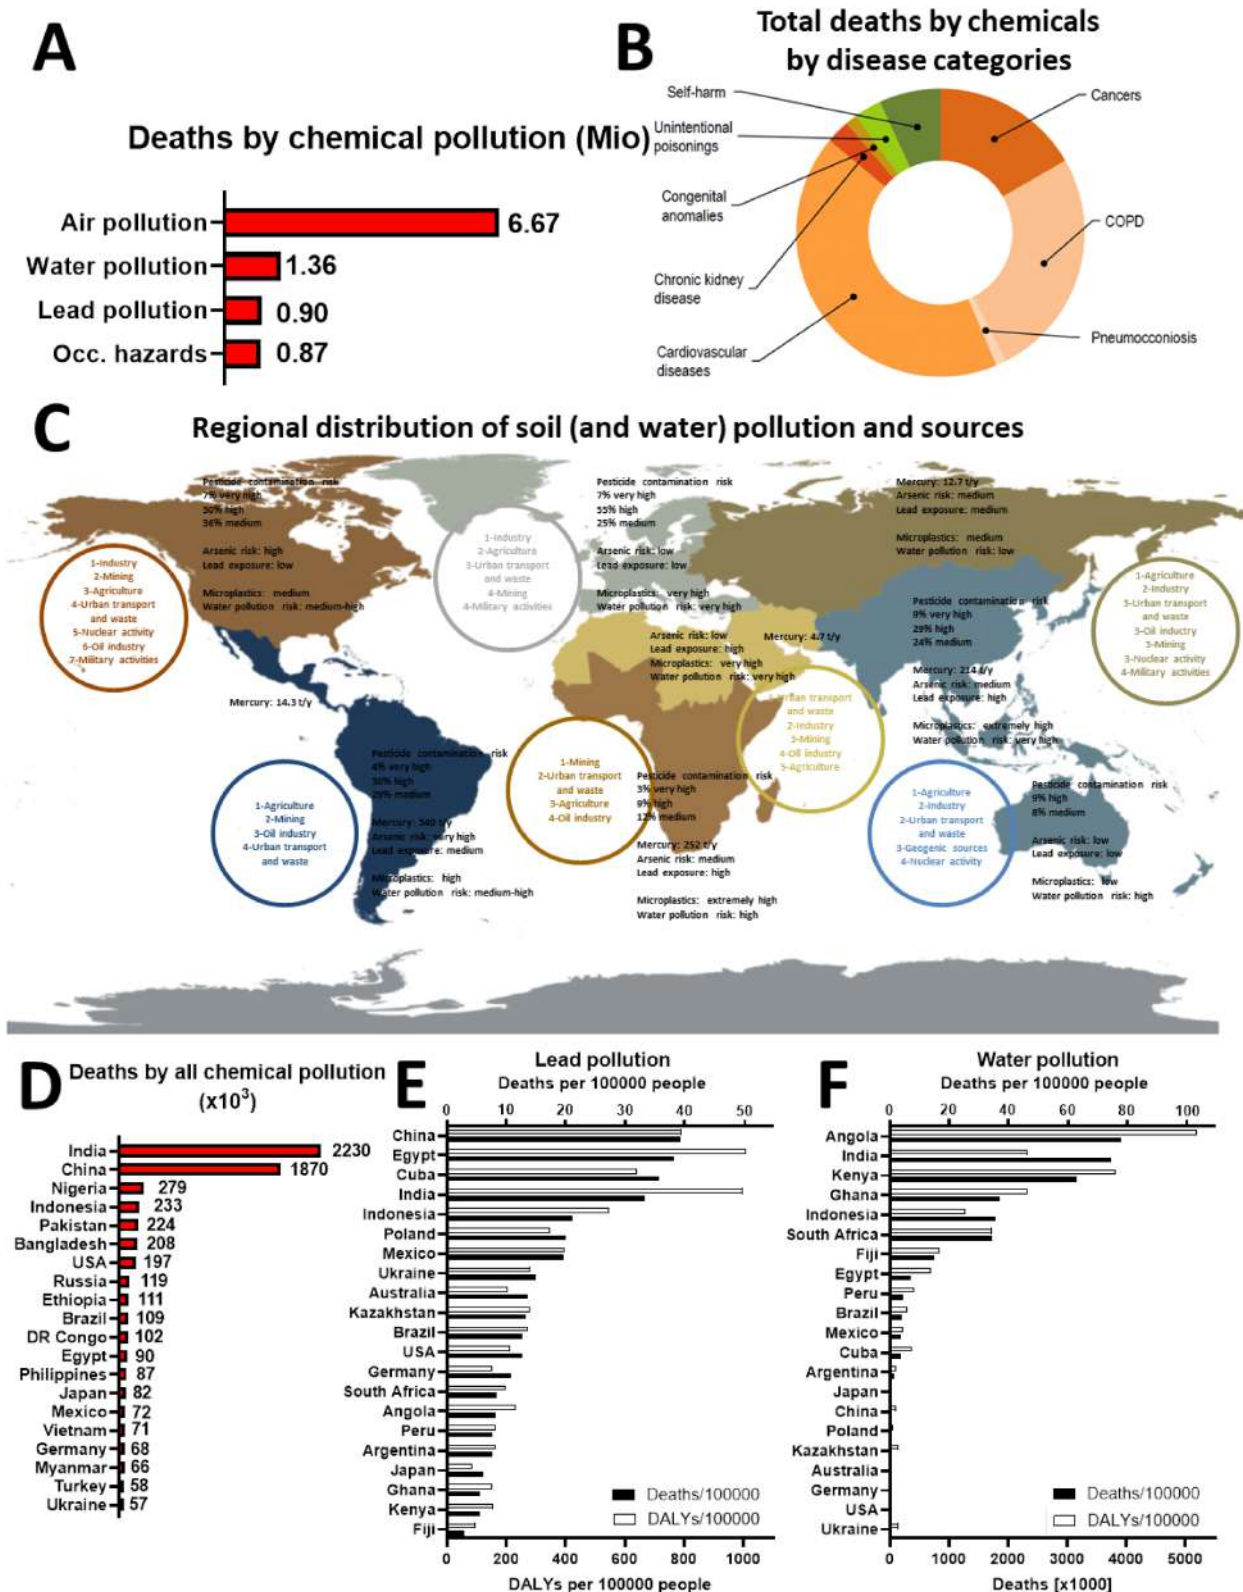 A
Deaths by chemical pollution (Mio)
Air pollution 6.67
Water pollution 1.36
Lead pollution 0.90
Occ. hazards 0.87
B
Total deaths by chemicals
by disease categories
Self-harm
Unintentional
poisonings
Congenital
anomalies
Chronic kidney
disease
Cardiovascular
diseases
Cancers
COPD
Pneumocconiosis
C
Regional distribution of soil (and water) pollution and sources
Pesticide contamination risk
7% very high
30% high
36% medium
Arsenic risk: high
Lead exposure: low
Microplastics: medium
Water pollution risk: medium-high
1-Industry
2-Mining
3-Agriculture
4-Urban transport
and waste
5-Nuclear activity
6-Oil industry
7-Military activities
1-Industry
2-Agriculture
3-Urban transport
and waste
4-Mining
4-Military activities
Pesticide contamination risk
7% very high
55% high
25% medium
Arsenic risk: low
Lead exposure: low
Microplastics: very high
Water pollution risk: very high
Mercury: 12.7 t/y
Arsenic risk: medium
Lead exposure: medium
Microplastics: medium
Water pollution risk: low
1-Agriculture
2-Industry
3-Urban transport
and waste
3-Oil industry
3-Mining
3-Nuclear activity
4-Military activities
Arsenic risk: low
Lead exposure: high
Microplastics: very high
Water pollution risk: very high
Mercury: 4.7 t/y
1-Urban transport
and waste
2-Industry
3-Mining
4-Oil industry
5-Agriculture
Pesticide contamination risk
9% very high
29% high
24% medium
Mercury: 214 t/y
Arsenic risk: medium
Lead exposure: high
Microplastics: extremely high
Water pollution risk: very high
Mercury: 14.3 t/y
Pesticide contamination risk
4% very high
30% high
medium
Mercury: 340 t/y
Arsenic risk: very high
Lead exposure: medium
Microplastics: high
Water pollution risk: medium-high
1-Agriculture
2-Mining
3-Oil industry
4-Urban transport
and waste
1-Mining
2-Urban transport
and waste
3-Agriculture
4-Oil industry
Pesticide contamination risk
3% very high
9% high
12% medium
Mercury: 252 t/y
Arsenic risk: medium
Lead exposure: high
Microplastics: extremely high
Water pollution risk: high
1-Agriculture
2-Industry
2-Urban transport
and waste
3-Geogenic sources
4-Nuclear activity
Pesticide contamination risk
9% high
8% medium
Arsenic risk: low
Lead exposure: low
Microplastics: low
Water pollution risk: high
D
Deaths by all chemical pollution
(x10³)
India 2230
China 1870
Nigeria 279
Indonesia 233
Pakistan 224
Bangladesh 208
USA 197
Russia 119
Ethiopia 111
Brazil 109
DR Congo 102
Egypt 90
Philippines 87
Japan 82
Mexico 72
Vietnam 71
Germany 68
Myanmar 66
Turkey 58
Ukraine 57
E
Lead pollution
Deaths per 100000 people
0 10 20 30 40 50
China
Egypt
Cuba
India
Indonesia
Poland
Mexico
Ukraine
Australia
Kazakhstan
Brazil
USA
Germany
South Africa
Angola
Peru
Argentina
Japan
Ghana
Kenya
Fiji
Deaths/100000
DALYs/100000
0 200 400 600 800 1000
DALYs per 100000 people
F
Water pollution
Deaths per 100000 people
0 20 40 60 80 100
Angola
India
Kenya
Ghana
Indonesia
South Africa
Fiji
Egypt
Peru
Brazil
Mexico
Cuba
Argentina
Japan
China
Poland
Kazakhstan
Australia
Germany
USA
Ukraine
Deaths/100000
DALYs/100000
0 1000 2000 3000 4000 5000
Deaths [x1000]